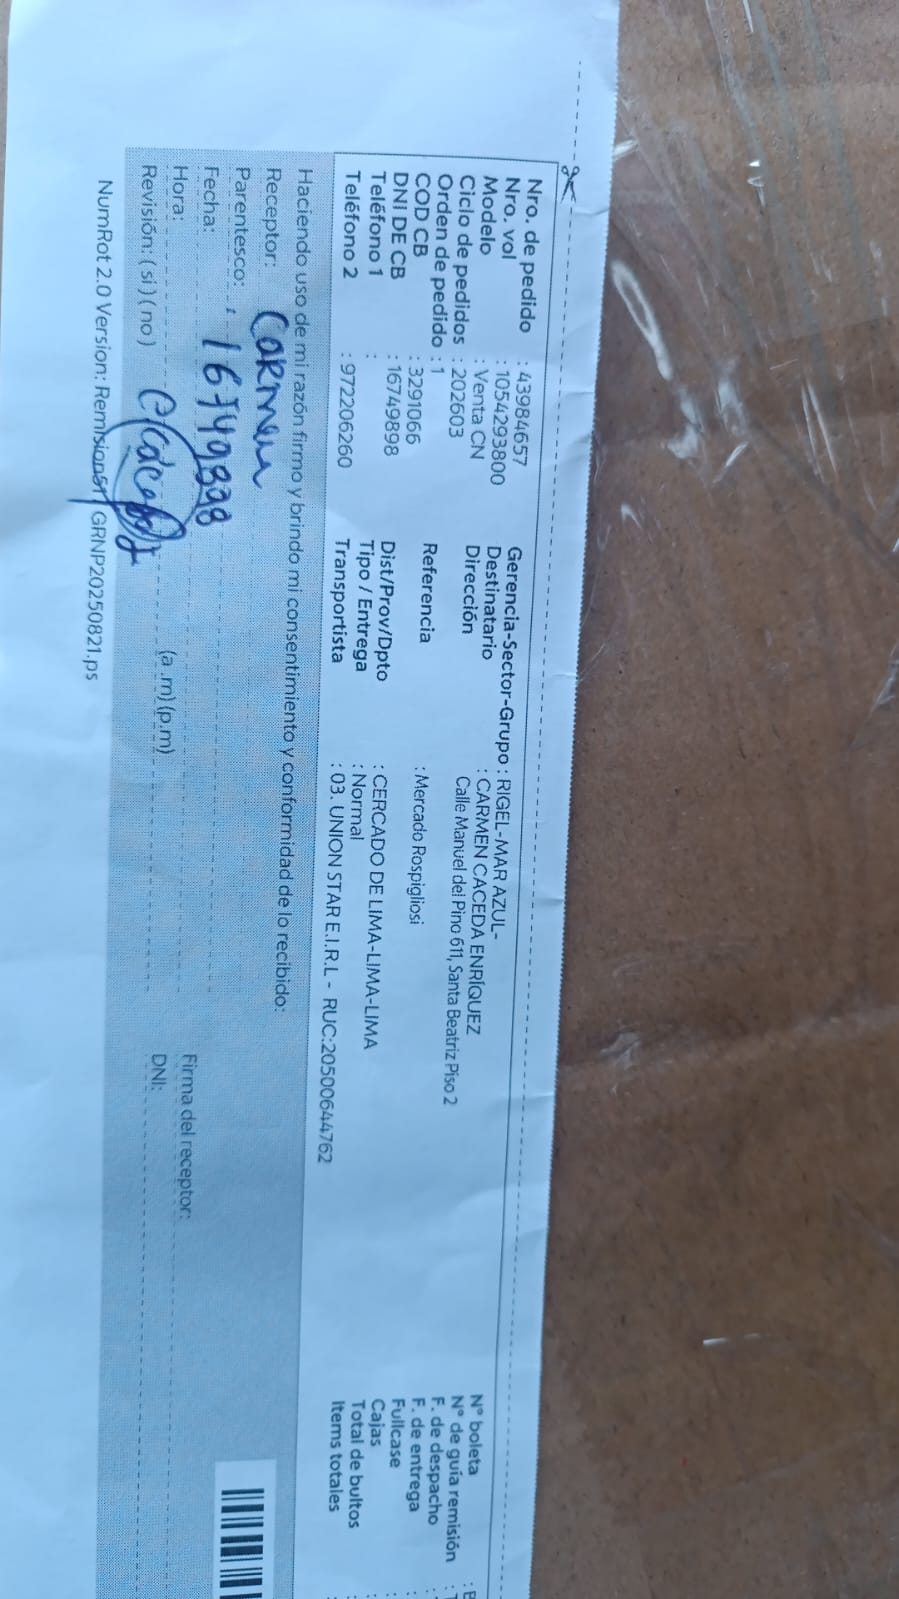 Nro. de pedido : 43984657
Nro. vol : 1054293800
Modelo : Venta CN
Ciclo de pedidos : 202603
Orden de pedido : 1
COD CB : 3291066
DNI DE CB : 16749898
Teléfono 1 :
Teléfono 2 : 972206260
Gerencia-Sector-Grupo : RIGEL-MAR AZUL-
Destinatario : CARMEN CACEDA ENRÍQUEZ
Dirección Calle Manuel del Pino 611, Santa Beatriz Piso 2
Referencia : Mercado Rospigliosi
Dist/Prov/Dpto : CERCADO DE LIMA-LIMA-LIMA
Tipo / Entrega : Normal
Transportista : 03. UNION STAR E.I.R.L - RUC:20500644762
N° boleta
N° de guía remisión :
F. de despacho :
F. de entrega :
Fullcase :
Cajas :
Total de bultos :
Items totales :
Haciendo uso de mi razón firmo y brindo mi consentimiento y conformidad de lo recibido:
Receptor: Carmen
Parentesco: :
Fecha: 16749898
Hora: (a.m)(p.m)
Revisión: (si)(no)
Firma del receptor:
DNI:
NumRot 2.0 Version: Remision51 GRNP20250821.ps